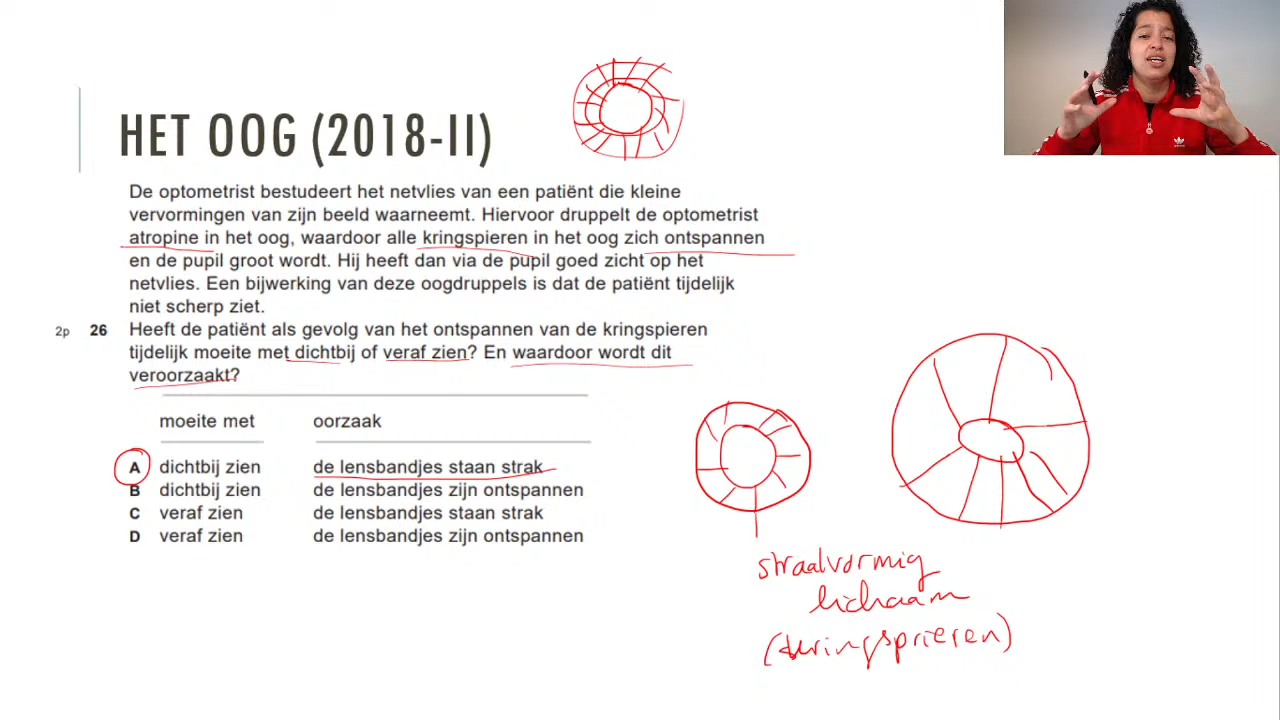 HET OOG (2018-II)
De optometrist bestudeert het netvlies van een patiënt die kleine
vervormingen van zijn beeld waarneemt. Hiervoor druppelt de optometrist
atropine in het oog, waardoor alle kringspieren in het oog zich ontspannen
en de pupil groot wordt. Hij heeft dan via de pupil goed zicht op het
netvlies. Een bijwerking van deze oogdruppels is dat de patiënt tijdelijk
niet scherp ziet.
2p 26 Heeft de patiënt als gevolg van het ontspannen van de kringspieren
tijdelijk moeite met dichtbij of veraf zien? En waardoor wordt dit
veroorzaakt?
moeite met oorzaak
A dichtbij zien de lensbandjes staan strak
B dichtbij zien de lensbandjes zijn ontspannen
C veraf zien de lensbandjes staan strak
D veraf zien de lensbandjes zijn ontspannen
straalvormig
lichaam
(kringspieren)